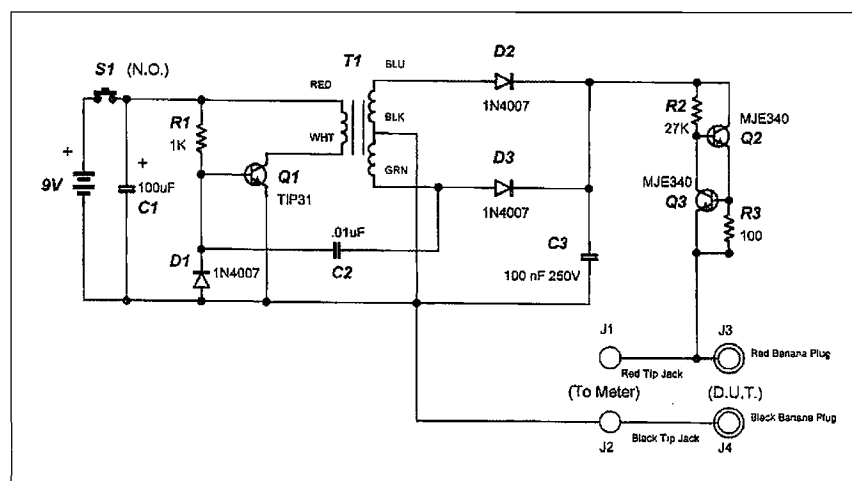 S1 (N.O.)
T1
D2
BLU
RED
1N4007
R1
1K
WHT
BLK
R2
27K
MJE340
Q2
+
9V
+
100uF
C1
Q1
TIP31
GRN
D3
1N4007
MJE340
Q3
R3
100
.01uF
C2
D1
1N4007
C3
100 nF 250V
J1
J3
Red Banana Plug
Red Tip Jack
(To Meter)
(D.U.T.)
Black Banana Plug
J2
Black Tip Jack
J4